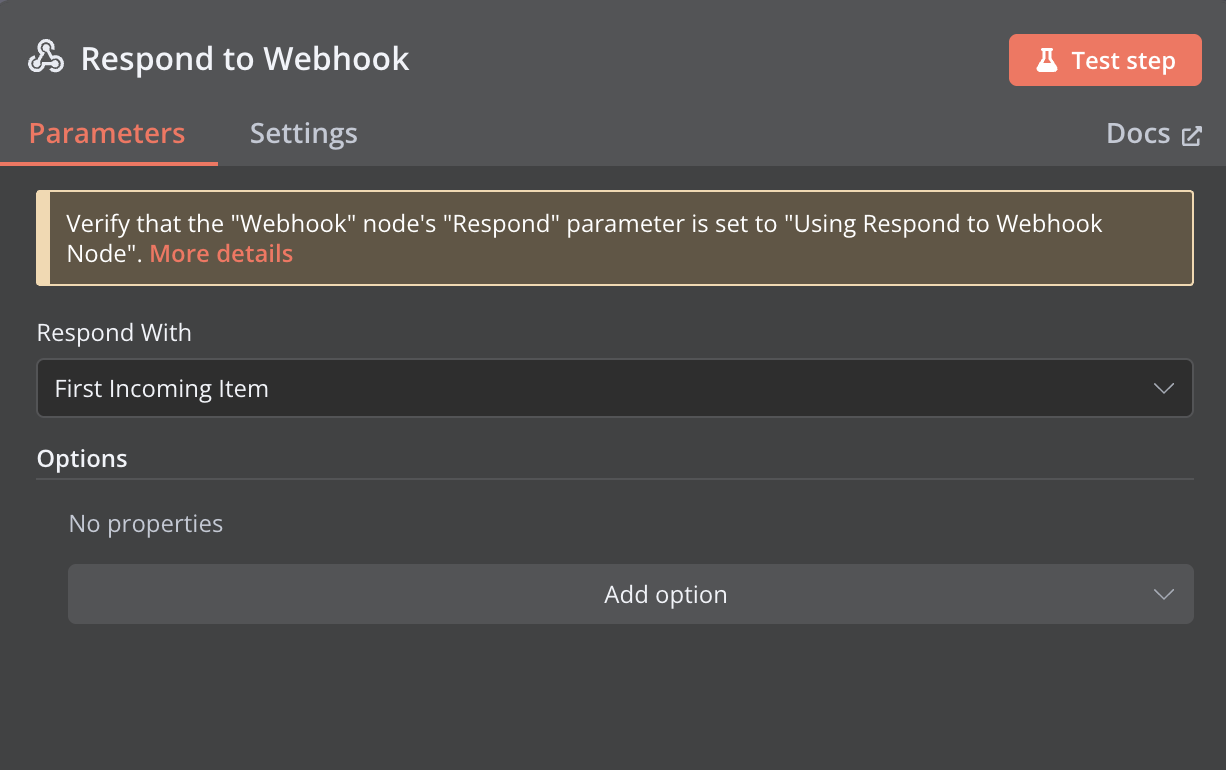 Respond to Webhook
Test step
Parameters
Settings
Docs
Verify that the "Webhook" node's "Respond" parameter is set to "Using Respond to Webhook
Node". More details
Respond With
First Incoming Item
Options
No properties
Add option